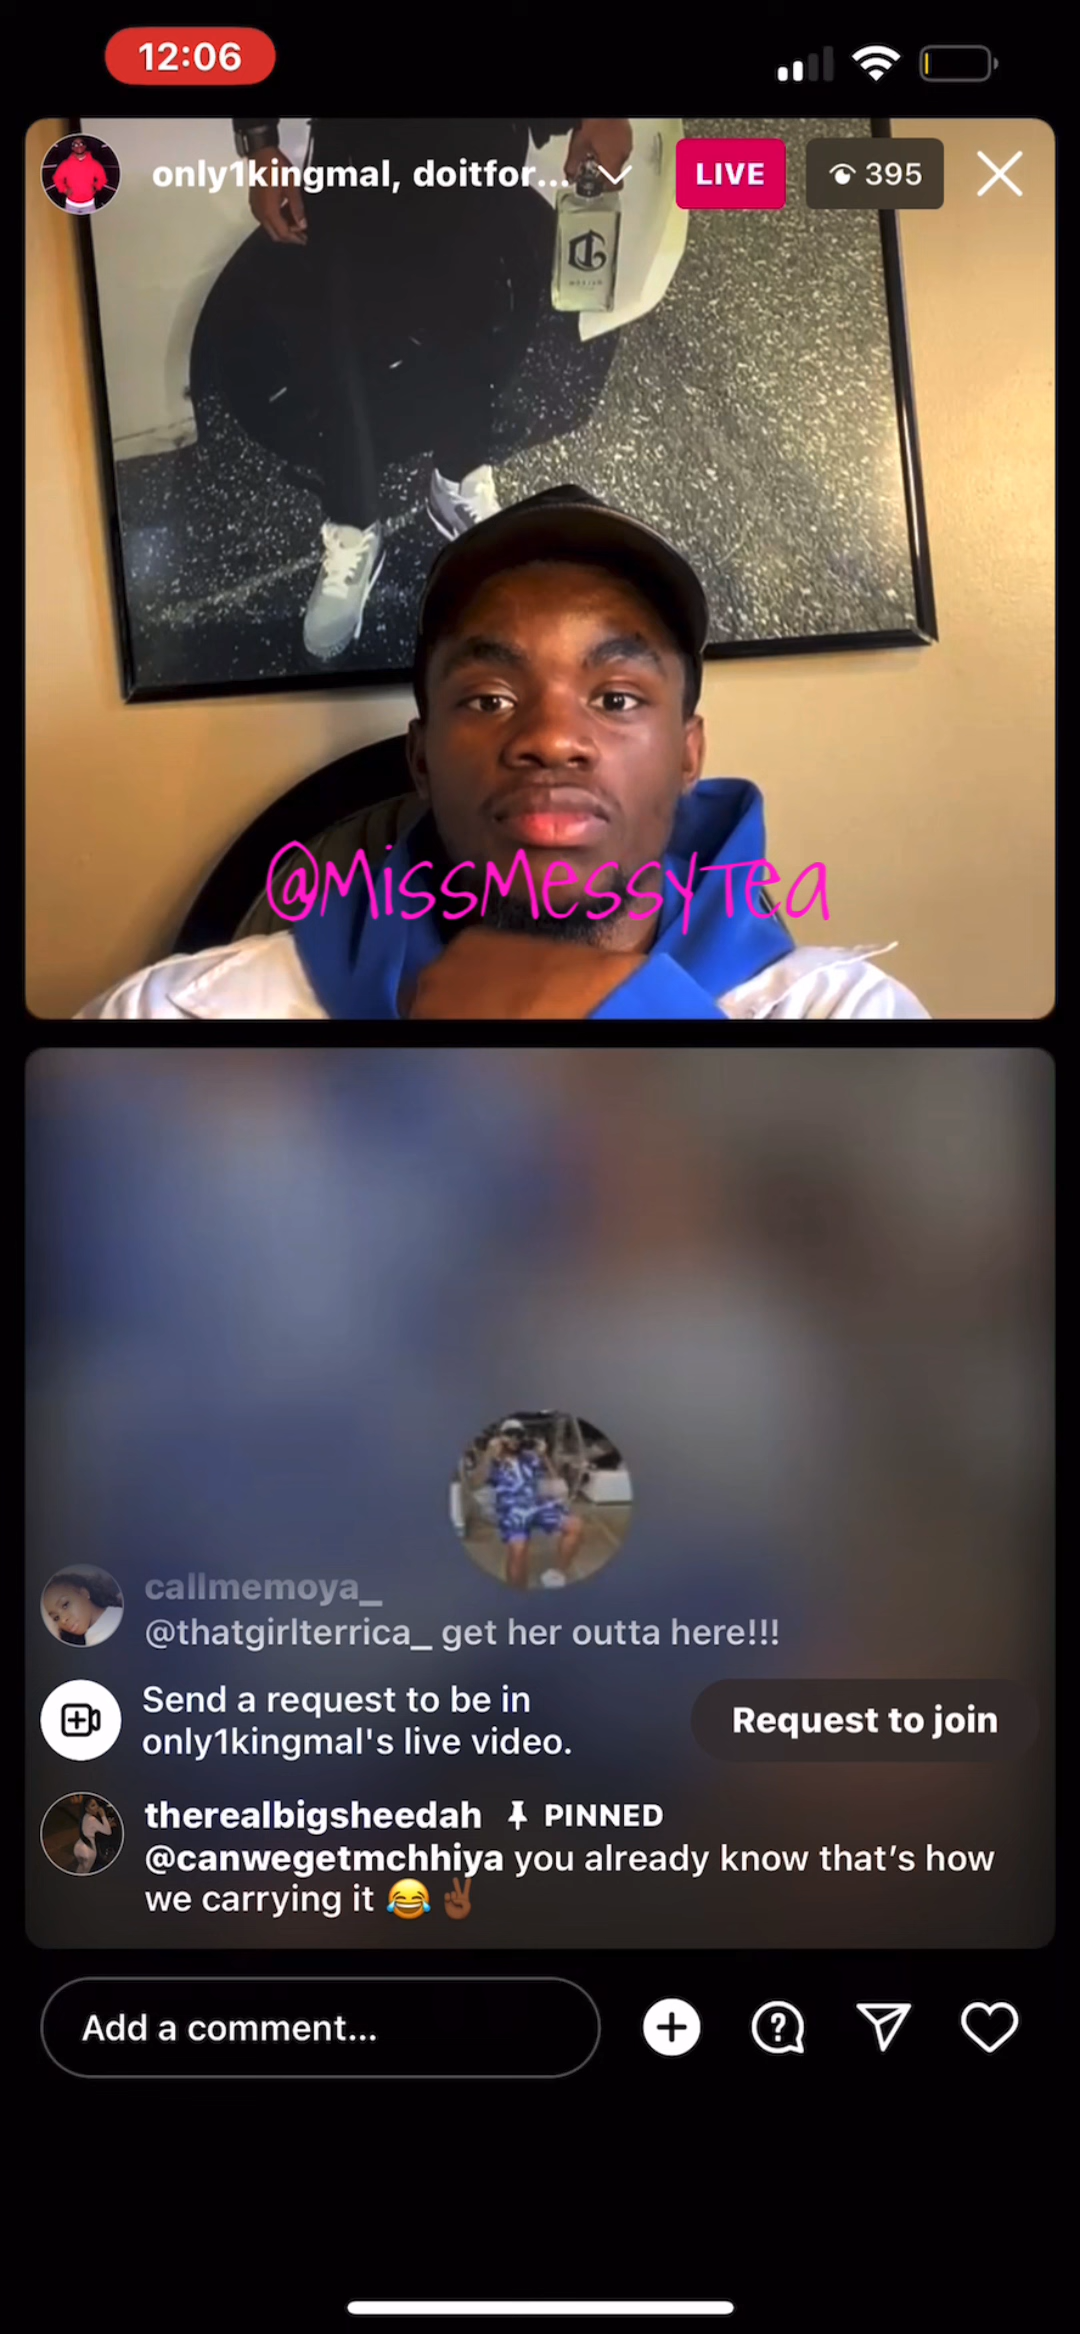 12:06
only1kingmal, doitfor...
LIVE
395
@MissMessyTea
callmemoya_
@thatgirlterrica_ get her outta here!!!
Send a request to be in
only1kingmal's live video.
Request to join
therealbigsheedah PINNED
@canwegetmchhiya you already know that’s how
we carrying it 😂✌🏾
Add a comment...